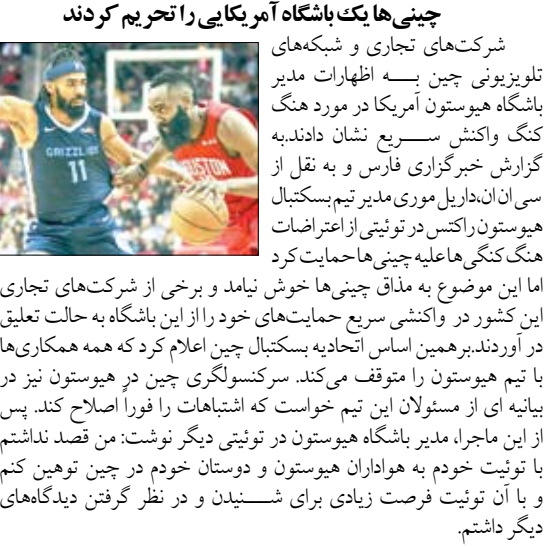 چینی‌ها یک باشگاه آمریکایی را تحریم کردند
شرکت‌های تجاری و شبکه‌های
تلویزیونی چین به اظهارات مدیر
باشگاه هیوستون آمریکا در مورد هنگ
کنگ واکنش سریع نشان دادند.به
گزارش خبرگزاری فارس و به نقل از
سی ان ان،داریل موری مدیر تیم بسکتبال
هیوستون راکتس در توئیتی از اعتراضات
هنگ کنگی ها علیه چینی ها حمایت کرد
اما این موضوع به مذاق چینی‌ها خوش نیامد و برخی از شرکت‌های تجاری
این کشور در واکنشی سریع حمایت‌های خود را از این باشگاه به حالت تعلیق
در آوردند.برهمین اساس اتحادیه بسکتبال چین اعلام کرد که همه همکاری‌ها
با تیم هیوستون را متوقف می‌کند. سرکنسولگری چین در هیوستون نیز در
بیانیه ای از مسئولان این تیم خواست که اشتباهات را فوراً اصلاح کند. پس
از این ماجرا، مدیر باشگاه هیوستون در توئیتی دیگر نوشت: من قصد نداشتم
با توئیت خودم به هواداران هیوستون و دوستان خودم در چین توهین کنم
و با آن توئیت فرصت زیادی برای شنیدن و در نظر گرفتن دیدگاه‌های
دیگر داشتم.
GRIZZLIES
11
HOUSTON